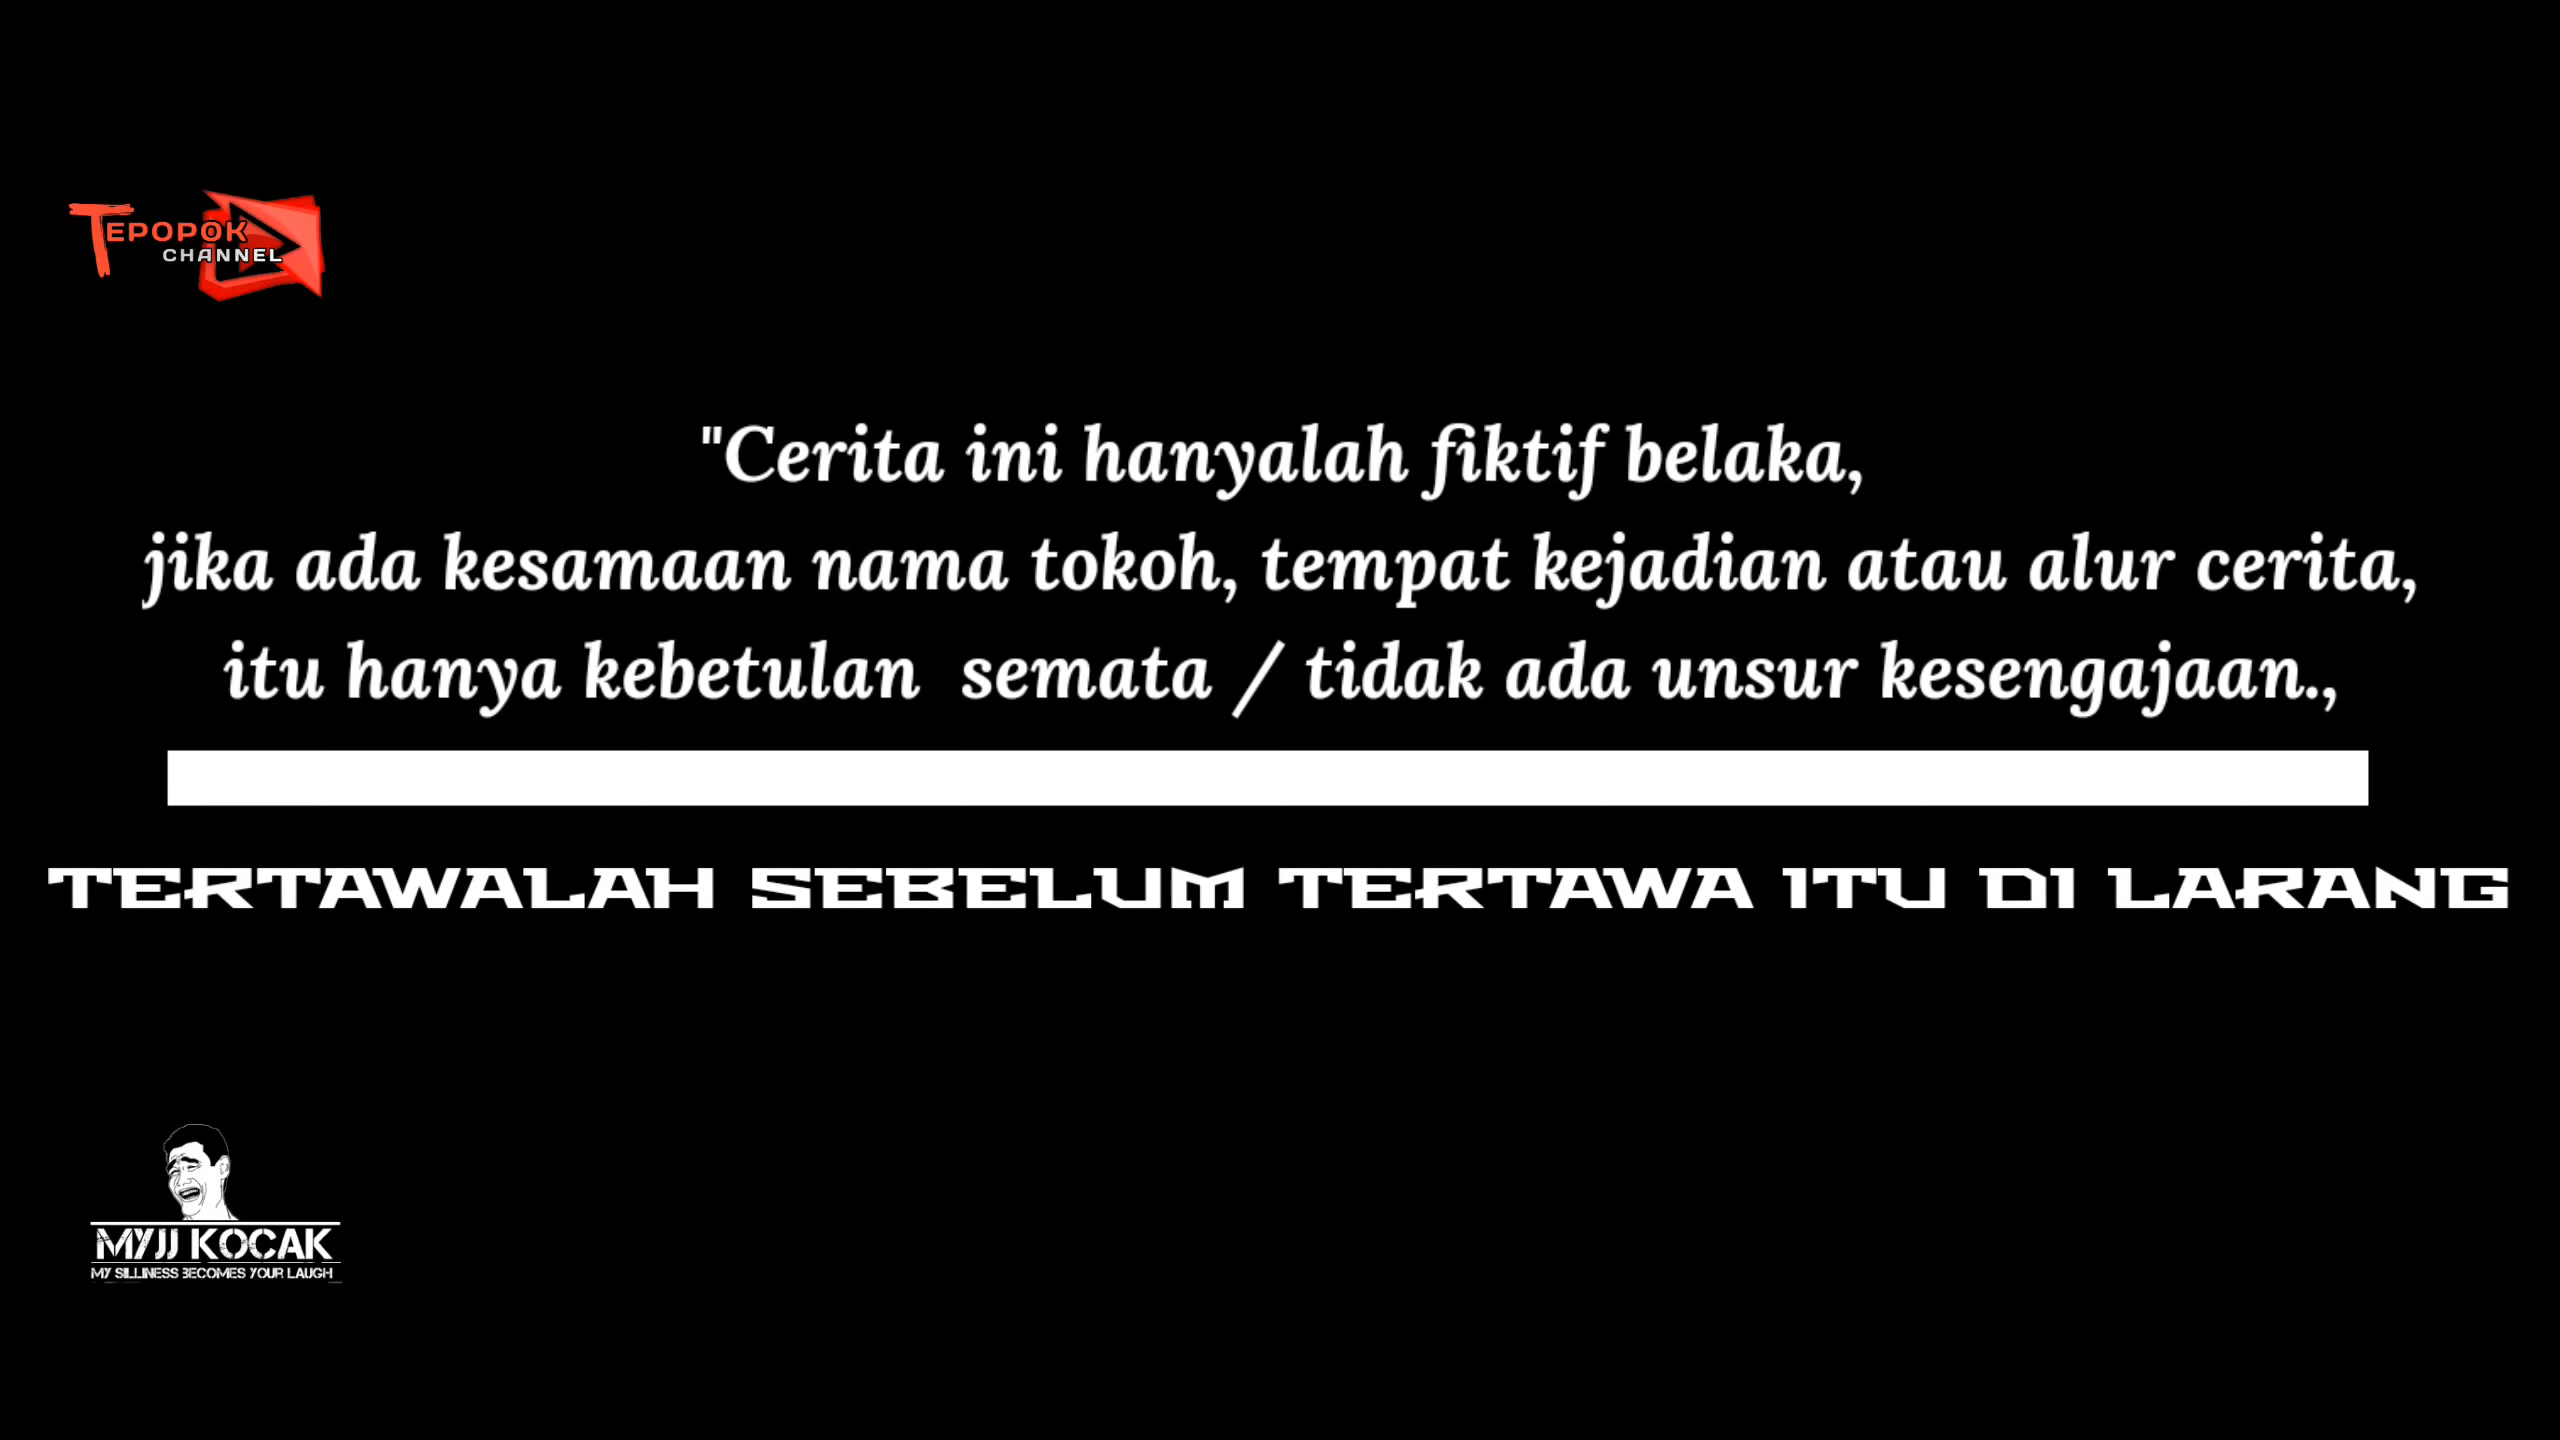 TEPOPOK
CHANNEL
"Cerita ini hanyalah fiktif belaka,
jika ada kesamaan nama tokoh, tempat kejadian atau alur cerita,
itu hanya kebetulan  semata / tidak ada unsur kesengajaan.,
TERTAWALAH SEBELUM TERTAWA ITU DI LARANG
MYJJ KOCAK
MY SILLINESS BECOMES YOUR LAUGH